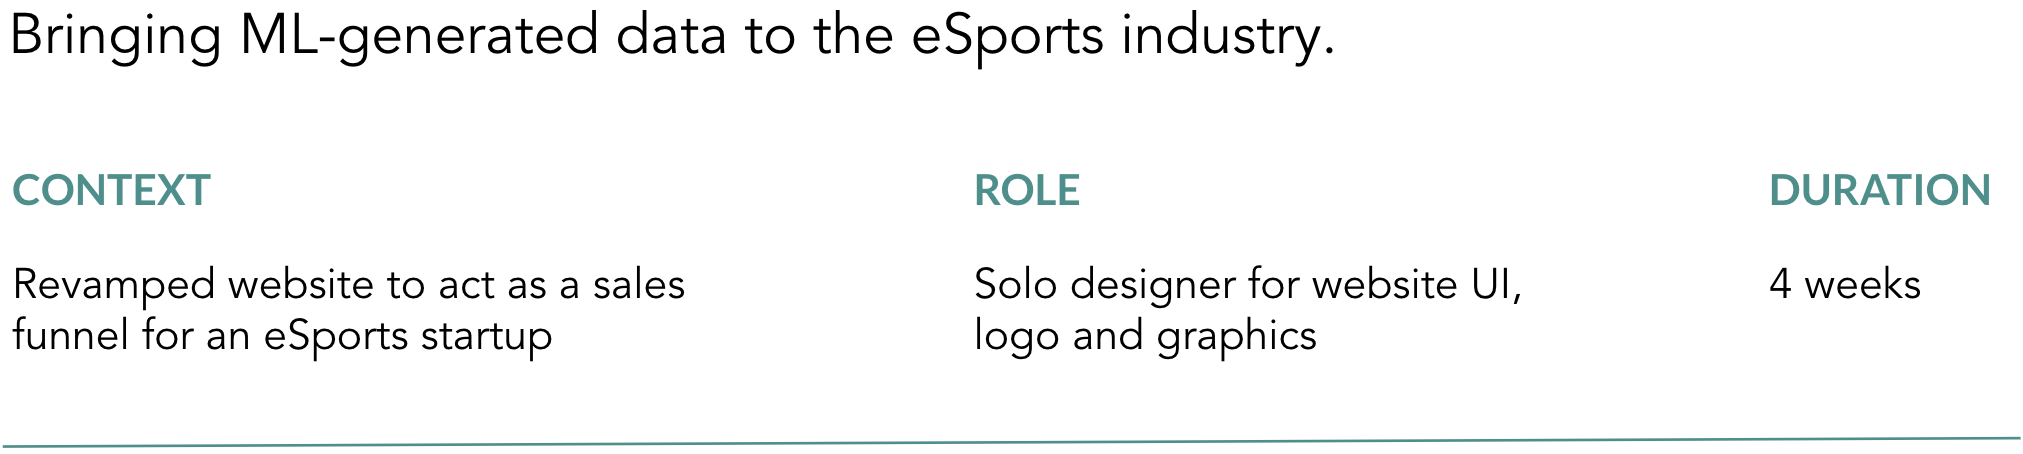 Bringing ML-generated data to the eSports industry.
CONTEXT
Revamped website to act as a sales
funnel for an eSports startup
ROLE
Solo designer for website UI,
logo and graphics
DURATION
4 weeks